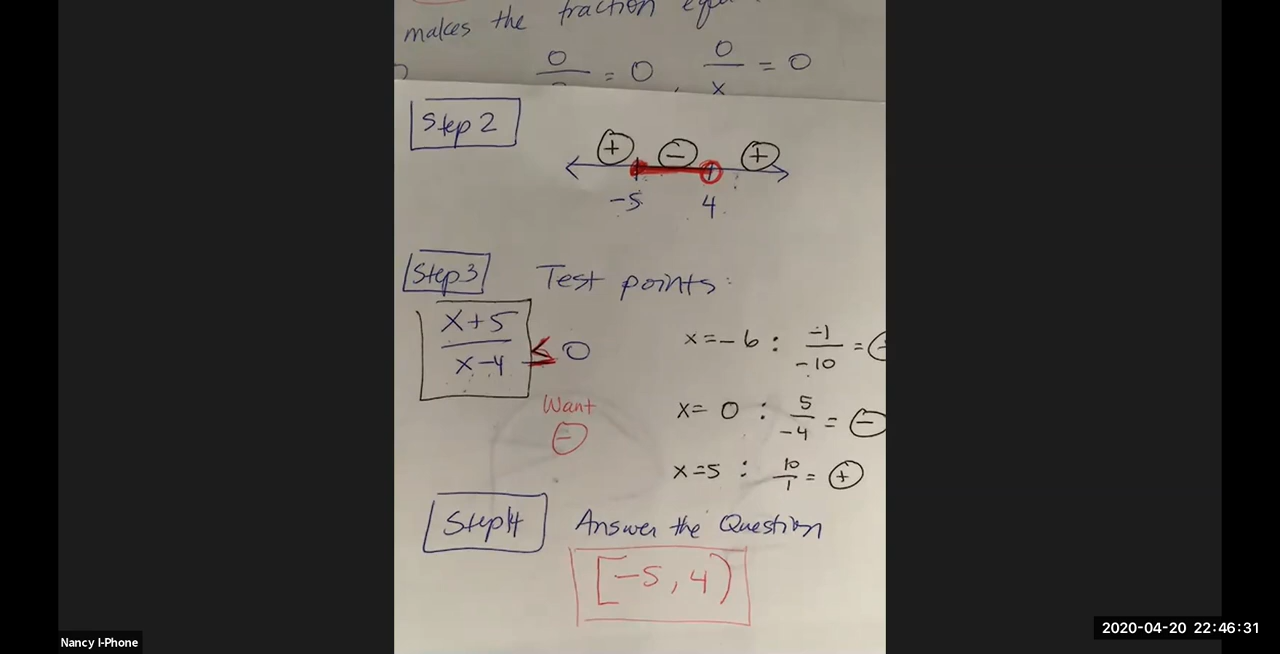 makes the fraction
0/ = 0 , 0/x = 0
Step 2
+ - +
-5 4
Step 3 Test points:
x+5/x-4 ≤ 0
x=-6 : -1/-10 =
Want
-
x= 0 : 5/-4 = -
x=5 : 10/1 = +
Step 4 Answer the Question
[-5, 4)
Nancy I-Phone
2020-04-20 22:46:31